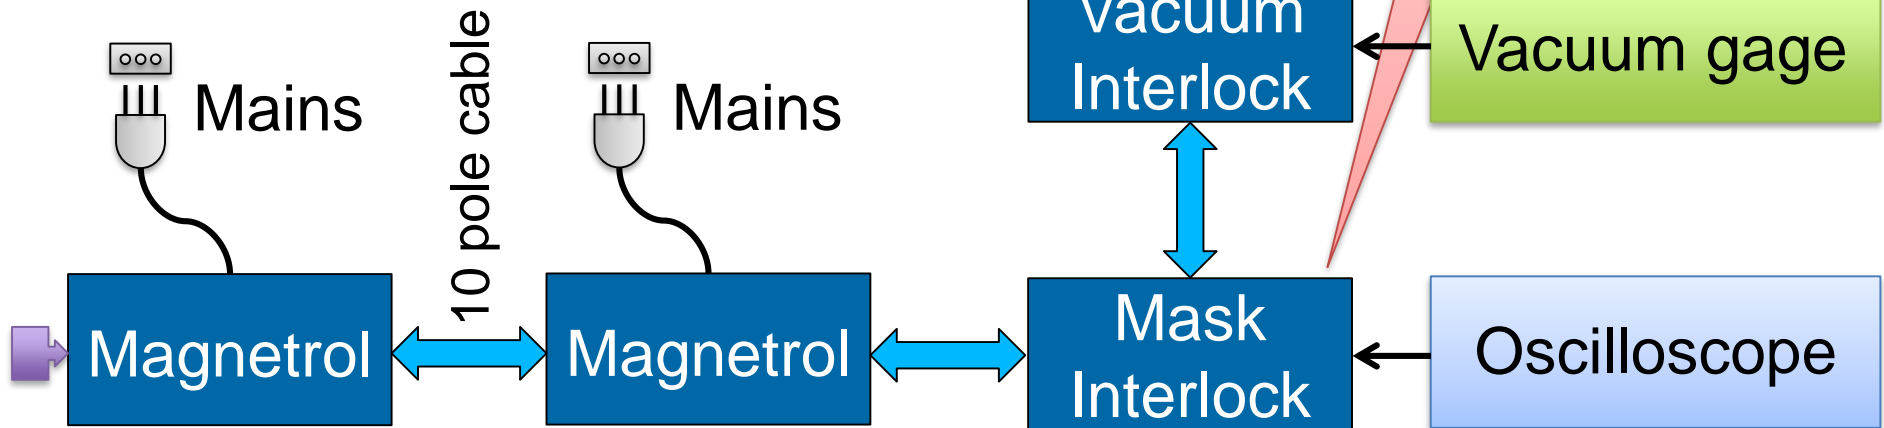 Mains
10 pole cable
Mains
Vacuum
Interlock
Vacuum gage
Magnetrol
Magnetrol
Mask
Interlock
Oscilloscope